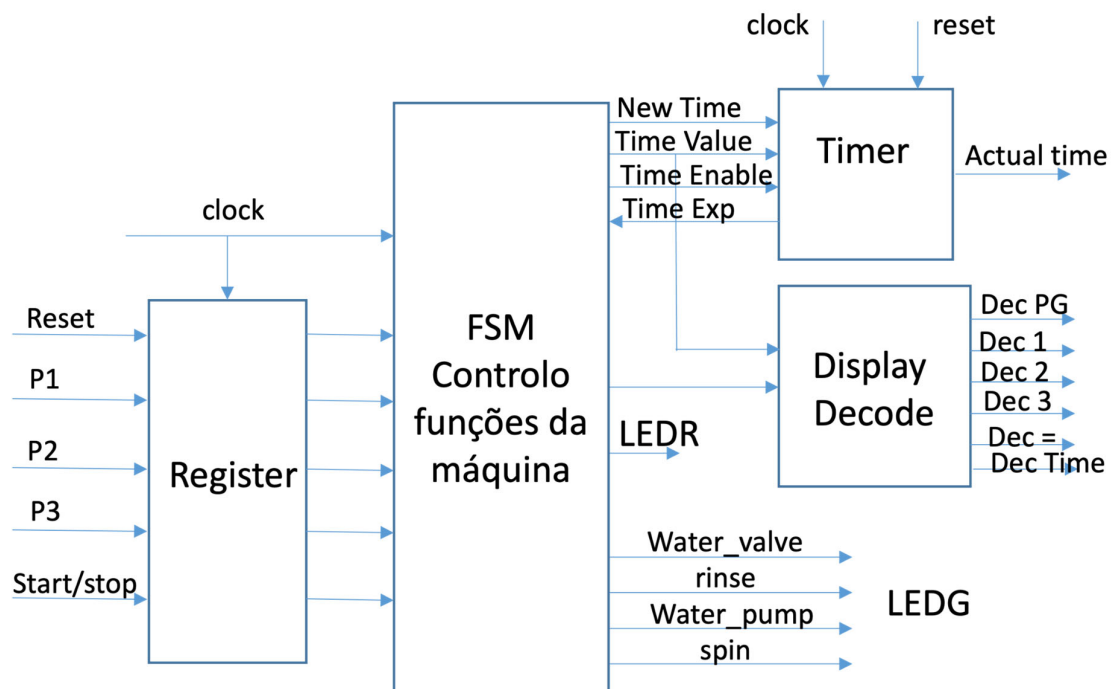 clock
reset
New Time
Time Value
Time Enable
Time Exp
Timer
Actual time
clock
Reset
P1
P2
P3
Start/stop
Register
FSM
Controlo
funções da
máquina
LEDR
Display
Decode
Dec PG
Dec 1
Dec 2
Dec 3
Dec =
Dec Time
Water_valve
rinse
Water_pump
spin
LEDG